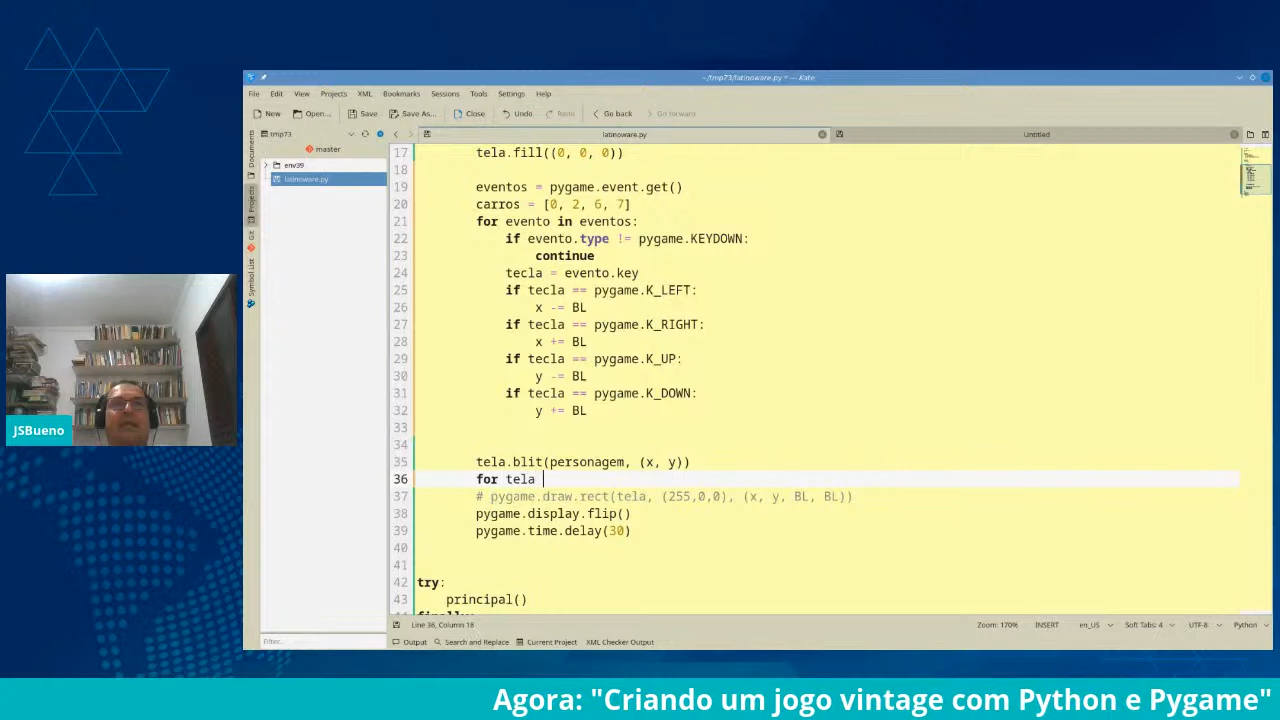 ~/tmp73/latinoware.py * — Kate
File Edit View Projects XML Bookmarks Sessions Tools Settings Help
New Open... Save Save As... Close Undo Redo Go back Go forward
tmp73
latinoware.py
Untitled
master
env39
latinoware.py
Documents
Projects
Git
Symbol List
17 tela.fill((0, 0, 0))
18
19 eventos = pygame.event.get()
20 carros = [0, 2, 6, 7]
21 for evento in eventos:
22 if evento.type != pygame.KEYDOWN:
23 continue
24 tecla = evento.key
25 if tecla == pygame.K_LEFT:
26 x -= BL
27 if tecla == pygame.K_RIGHT:
28 x += BL
29 if tecla == pygame.K_UP:
30 y -= BL
31 if tecla == pygame.K_DOWN:
32 y += BL
33
34
35 tela.blit(personagem, (x, y))
36 for tela
37 # pygame.draw.rect(tela, (255,0,0), (x, y, BL, BL))
38 pygame.display.flip()
39 pygame.time.delay(30)
40
41
42 try:
43 principal()
JSBueno
Line 36, Column 18
Zoom: 170% INSERT en_US Soft Tabs: 4 UTF-8 Python
Filter...
Output Search and Replace Current Project XML Checker Output
Agora: "Criando um jogo vintage com Python e Pygame"